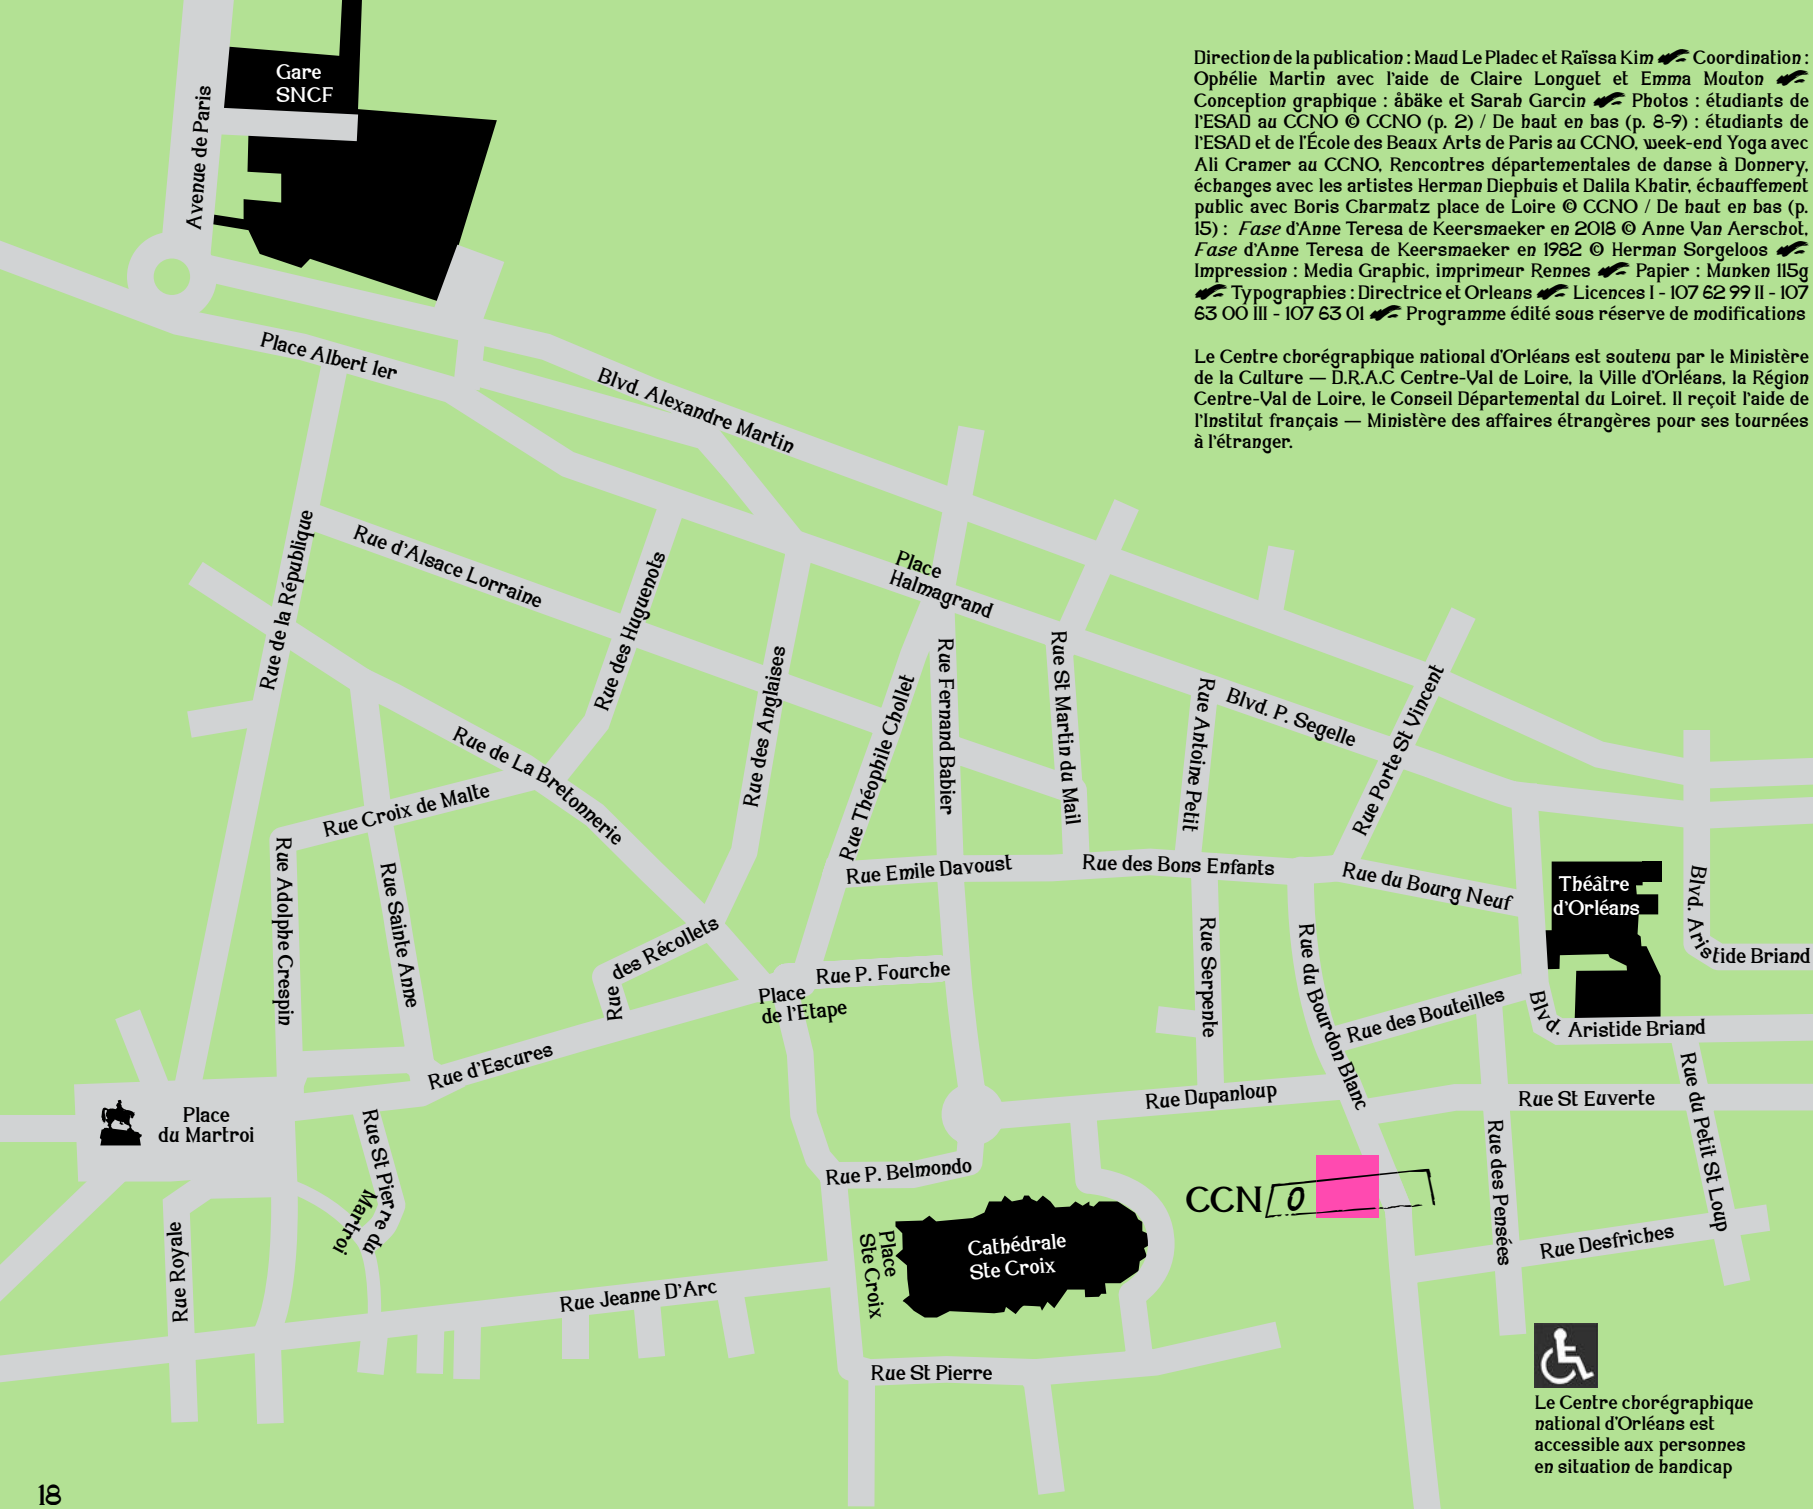 Gare
SNCF
Avenue de Paris
Direction de la publication : Maud Le Pladec et Raïssa Kim Coordination :
Ophélie Martin avec l'aide de Claire Longuet et Emma Mouton
Conception graphique : åbäke et Sarah Garcin Photos : étudiants de
l'ESAD au CCNO © CCNO (p. 2) / De haut en bas (p. 8-9) : étudiants de
l'ESAD et de l'École des Beaux Arts de Paris au CCNO, week-end Yoga avec
Ali Cramer au CCNO, Rencontres départementales de danse à Donnery,
échanges avec les artistes Herman Diephuis et Dalila Khatir, échauffement
public avec Boris Charmatz place de Loire © CCNO / De haut en bas (p.
15) : Fase d'Anne Teresa de Keersmaeker en 2018 © Anne Van Aerschot,
Fase d'Anne Teresa de Keersmaeker en 1982 © Herman Sorgeloos
Impression : Media Graphic, imprimeur Rennes Papier : Munken 115g
Typographies : Directrice et Orleans Licences I - 107 62 99 II - 107
63 00 III - 107 63 01 Programme édité sous réserve de modifications
Le Centre chorégraphique national d'Orléans est soutenu par le Ministère
de la Culture — D.R.A.C Centre-Val de Loire, la Ville d'Orléans, la Région
Centre-Val de Loire, le Conseil Départemental du Loiret. Il reçoit l'aide de
l'Institut français — Ministère des affaires étrangères pour ses tournées
à l'étranger.
Place Albert 1er
Blvd. Alexandre Martin
Rue de la République
Rue d'Alsace Lorraine
Rue des Huguenots
Place
Halmagrand
Rue des Anglaises
Rue Théophile Chollet
Rue Fernand Babier
Rue St Martin du Mail
Rue Antoine Petit
Blvd. P. Segelle
Rue Porte St Vincent
Rue de La Bretonnerie
Rue Croix de Malte
Rue Adolphe Crespin
Rue Sainte Anne
Rue Emile Davoust
Rue des Bons Enfants
Rue du Bourg Neuf
Théâtre
d'Orléans
Blvd. Aristide Briand
Rue des Récollets
Rue P. Fourche
Place
de l'Etape
Rue Serpente
Rue du Bourdon Blanc
Rue des Bouteilles
Blvd. Aristide Briand
Rue d'Escures
Rue Dupanloup
Rue St Euverte
Rue du Petit St Loup
Place
du Martroi
Rue St Pierre du
Martroi
Rue P. Belmondo
Rue des Pensées
CCN O
Rue Royale
Place
Ste Croix
Cathédrale
Ste Croix
Rue Desfriches
Rue Jeanne D'Arc
Rue St Pierre
Le Centre chorégraphique
national d'Orléans est
accessible aux personnes
en situation de handicap
18